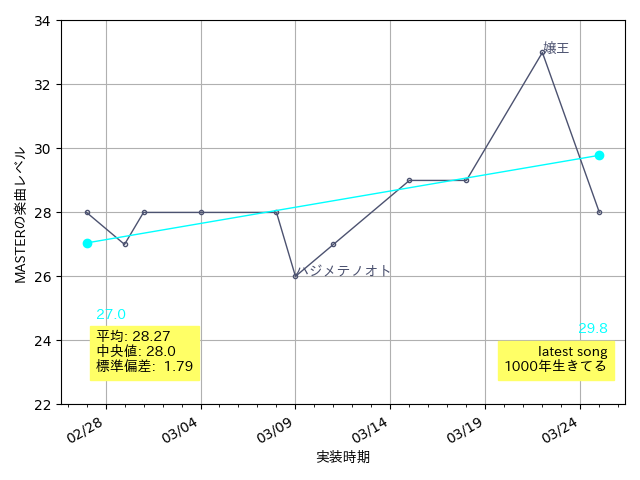 34
32
30
28
26
24
22
MASTERの楽曲レベル
嬢王
ハジメテノオト
27.0
平均: 28.27
中央値: 28.0
標準偏差: 1.79
29.8
latest song
1000年生きてる
02/28
03/04
03/09
03/14
03/19
03/24
実装時期